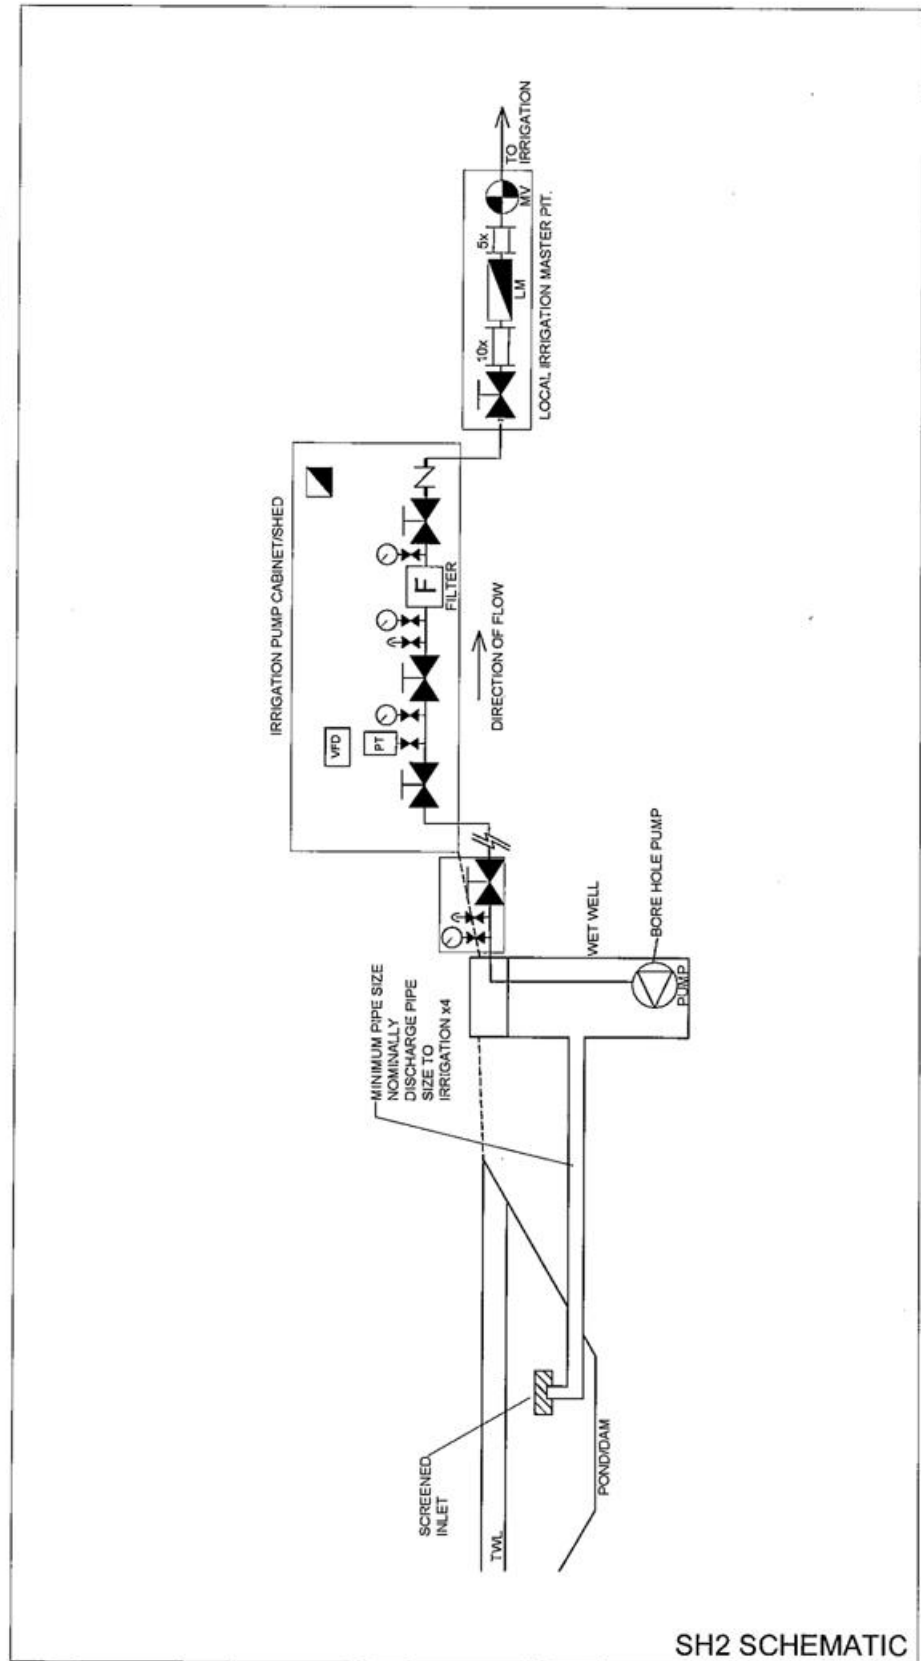 SCREENED
INLET
TWL
POND/DAM
MINIMUM PIPE SIZE
NOMINALLY
DISCHARGE PIPE
SIZE TO
IRRIGATION x4
WET WELL
BORE HOLE PUMP
PUMP
IRRIGATION PUMP CABINET/SHED
VFD
PT
F
FILTER
DIRECTION OF FLOW
10x
LM
5x
MV
TO
IRRIGATION
LOCAL IRRIGATION MASTER PIT.
SH2 SCHEMATIC